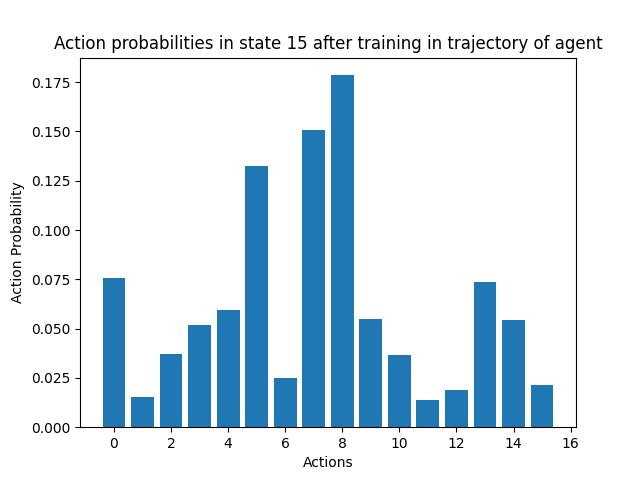 Action probabilities in state 15 after training in trajectory of agent
0.175
0.150
0.125
0.100
0.075
0.050
0.025
0.000
Action Probability
0 2 4 6 8 10 12 14 16
Actions